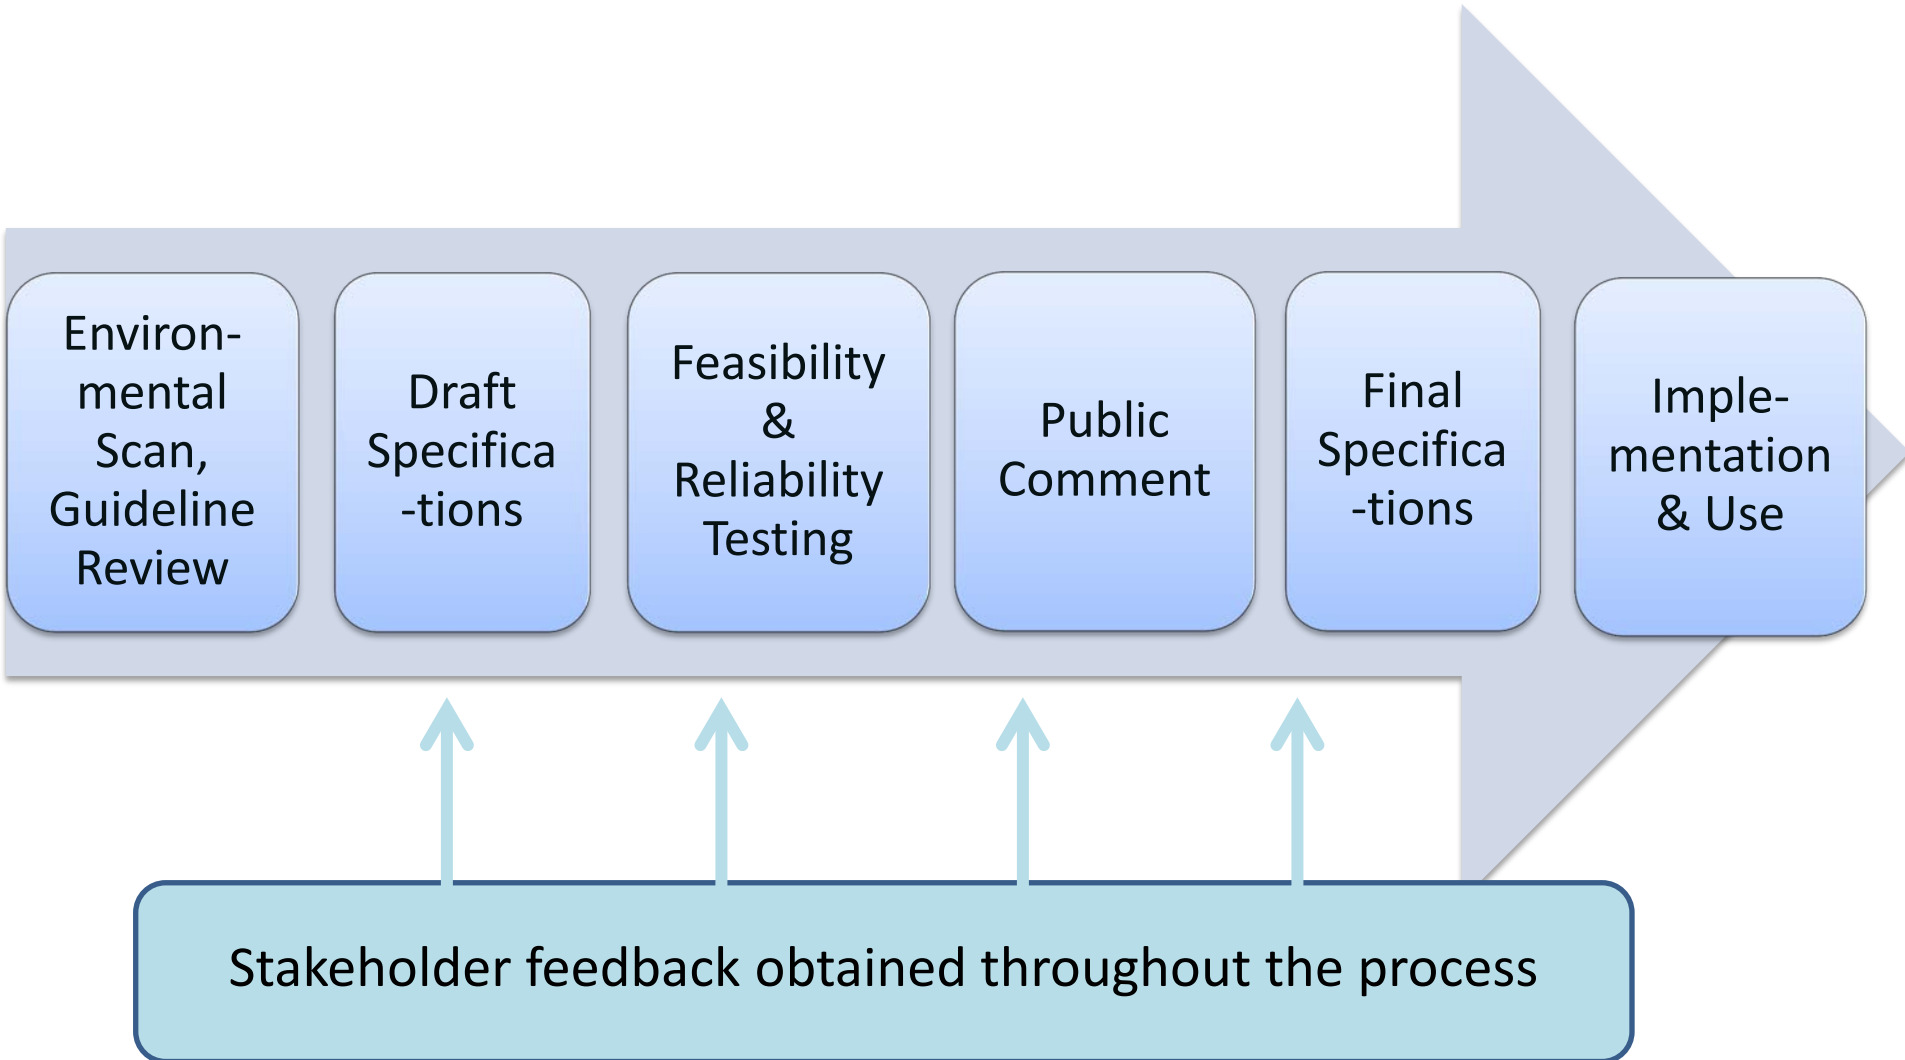 Environ-
mental
Scan,
Guideline
Review
Draft
Specifica
-tions
Feasibility
&
Reliability
Testing
Public
Comment
Final
Specifica
-tions
Imple-
mentation
& Use
Stakeholder feedback obtained throughout the process